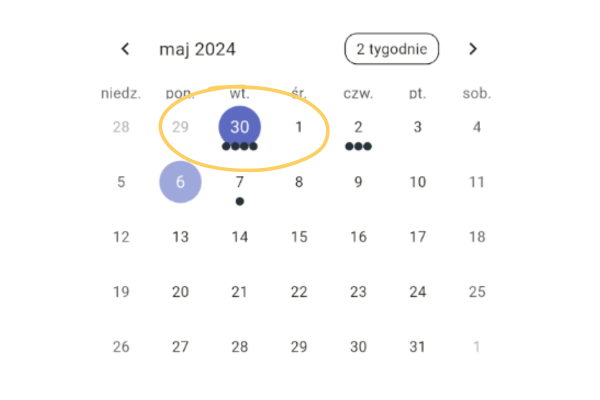 maj 2024 2 tygodnie
niedz. pon. wt. śr. czw. pt. sob.
28 29 30 1 2 3 4
5 6 7 8 9 10 11
12 13 14 15 16 17 18
19 20 21 22 23 24 25
26 27 28 29 30 31 1